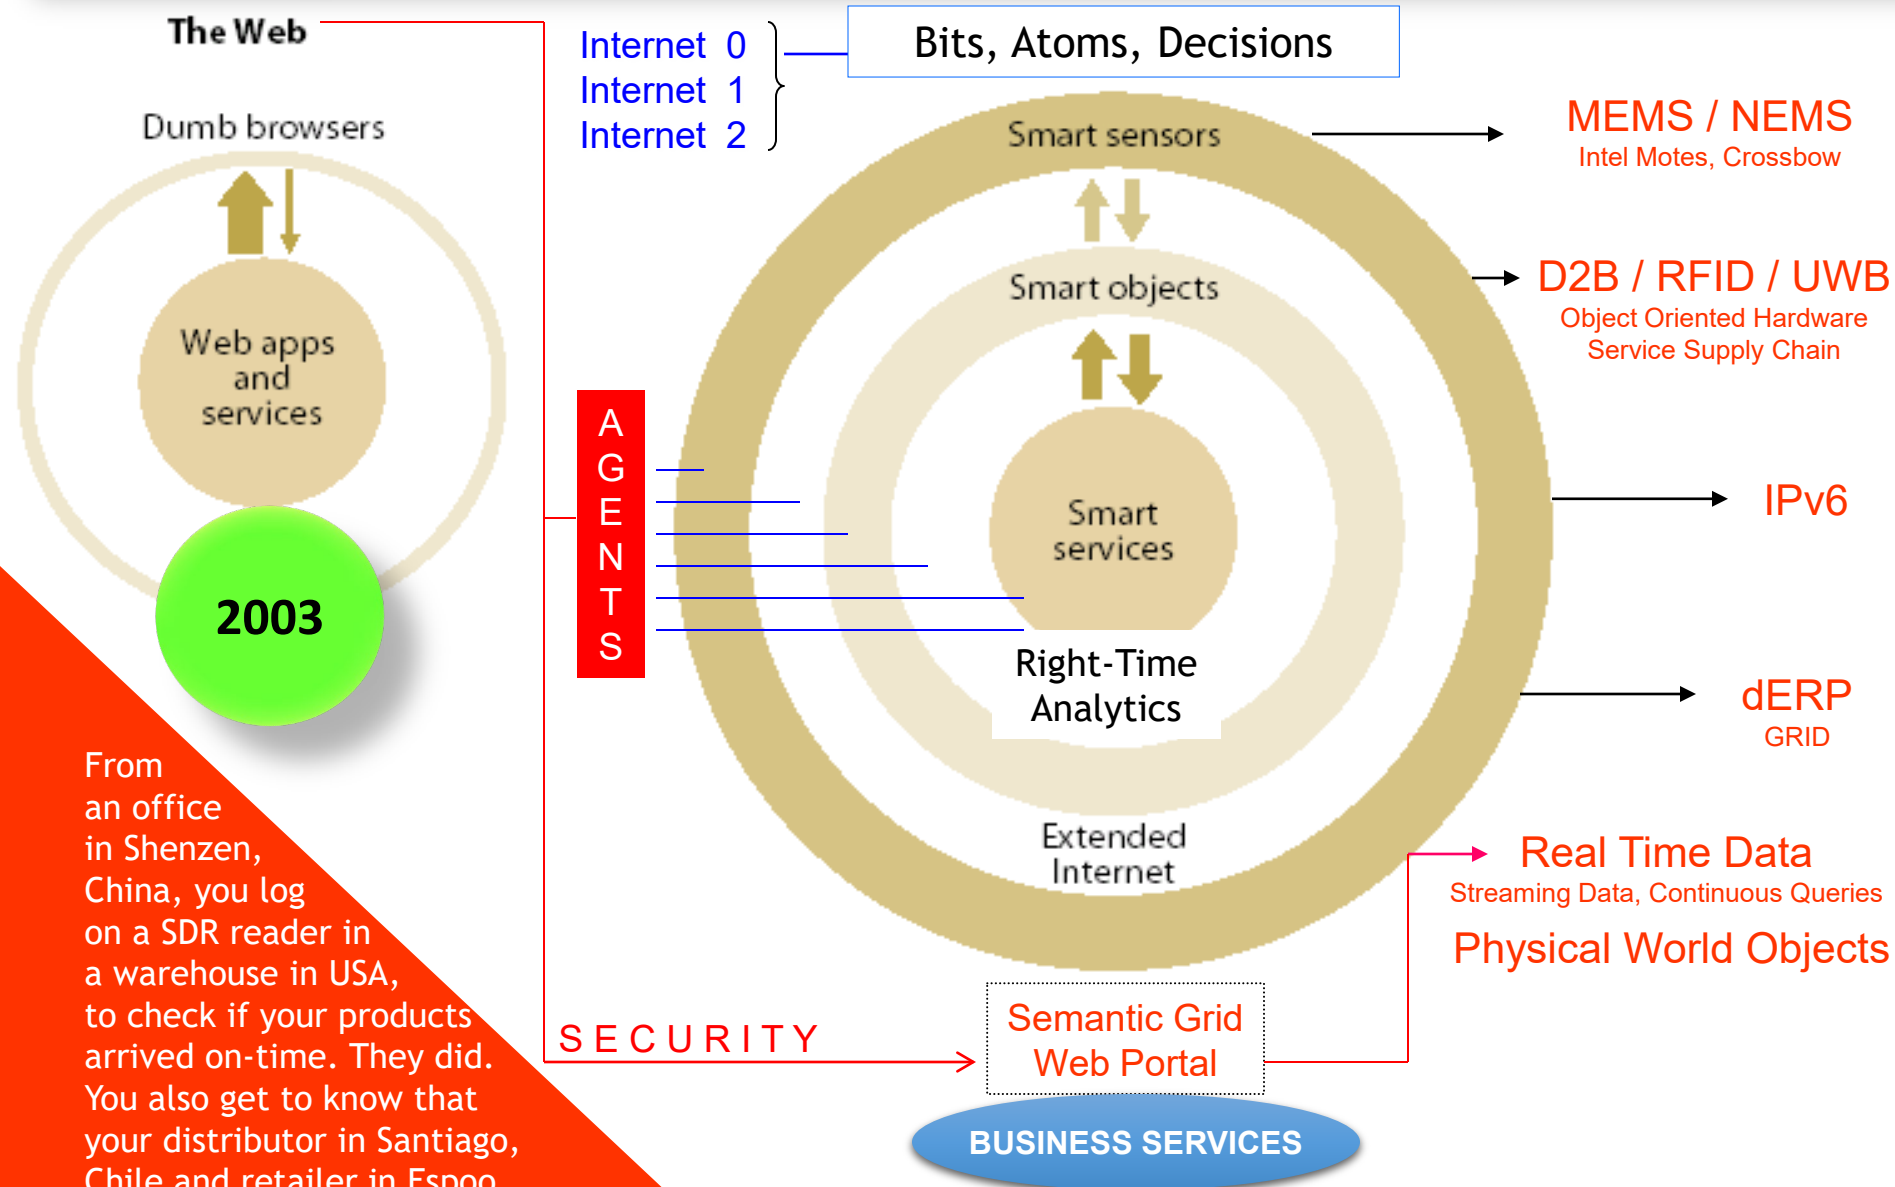 The Web
Dumb browsers
Web apps
and
services
2003
From
an office
in Shenzen,
China, you log
on a SDR reader in
a warehouse in USA,
to check if your products
arrived on-time. They did.
You also get to know that
your distributor in Santiago,
Chile and retailer in Espoo
Internet 0
Internet 1
Internet 2
Bits, Atoms, Decisions
Smart sensors
Smart objects
Smart
services
Right-Time
Analytics
Extended
Internet
A
G
E
N
T
S
MEMS / NEMS
Intel Motes, Crossbow
D2B / RFID / UWB
Object Oriented Hardware
Service Supply Chain
IPv6
dERP
GRID
Real Time Data
Streaming Data, Continuous Queries
Physical World Objects
S E C U R I T Y
Semantic Grid
Web Portal
BUSINESS SERVICES